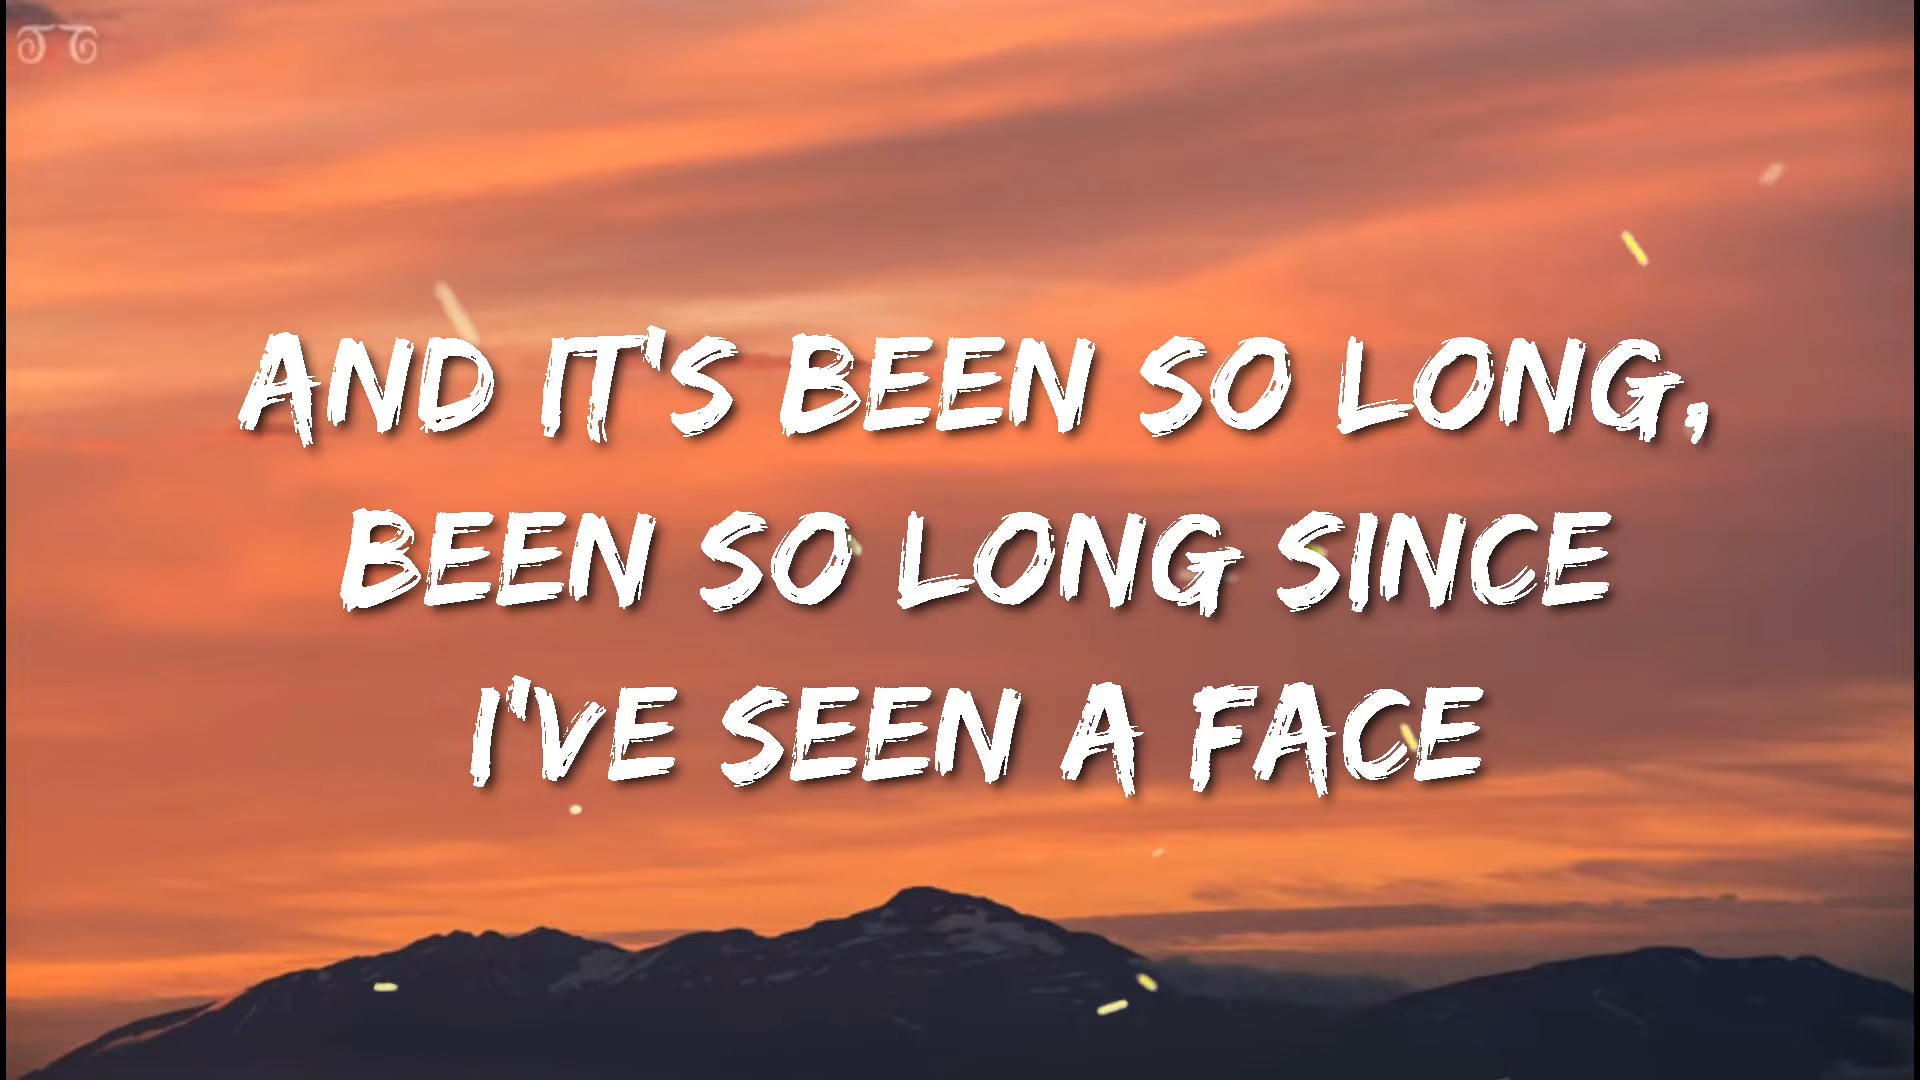 AND IT'S BEEN SO LONG,
BEEN SO LONG SINCE
I'VE SEEN A FACE